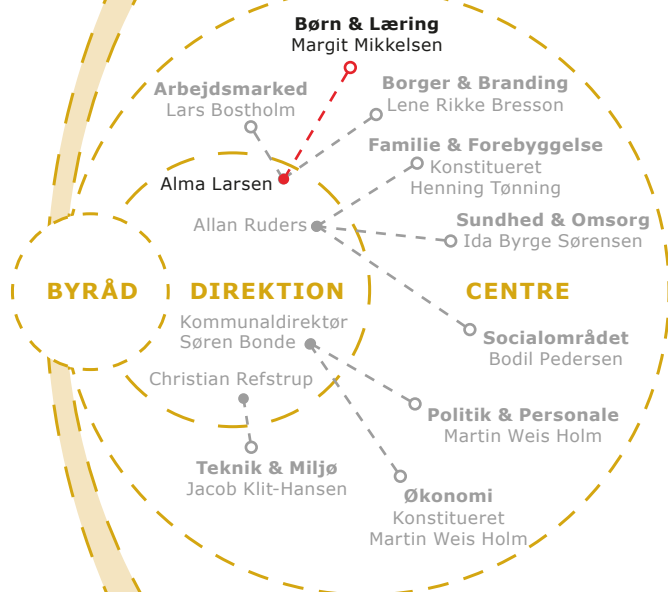 Børn & Læring
Margit Mikkelsen
Arbejdsmarked
Lars Bostholm
Borger & Branding
Lene Rikke Bresson
Familie & Forebyggelse
Konstitueret
Henning Tønning
Alma Larsen
Allan Ruders
Sundhed & Omsorg
Ida Byrge Sørensen
BYRÅD
DIREKTION
CENTRE
Kommunaldirektør
Søren Bonde
Socialområdet
Bodil Pedersen
Christian Refstrup
Politik & Personale
Martin Weis Holm
Teknik & Miljø
Jacob Klit-Hansen
Økonomi
Konstitueret
Martin Weis Holm